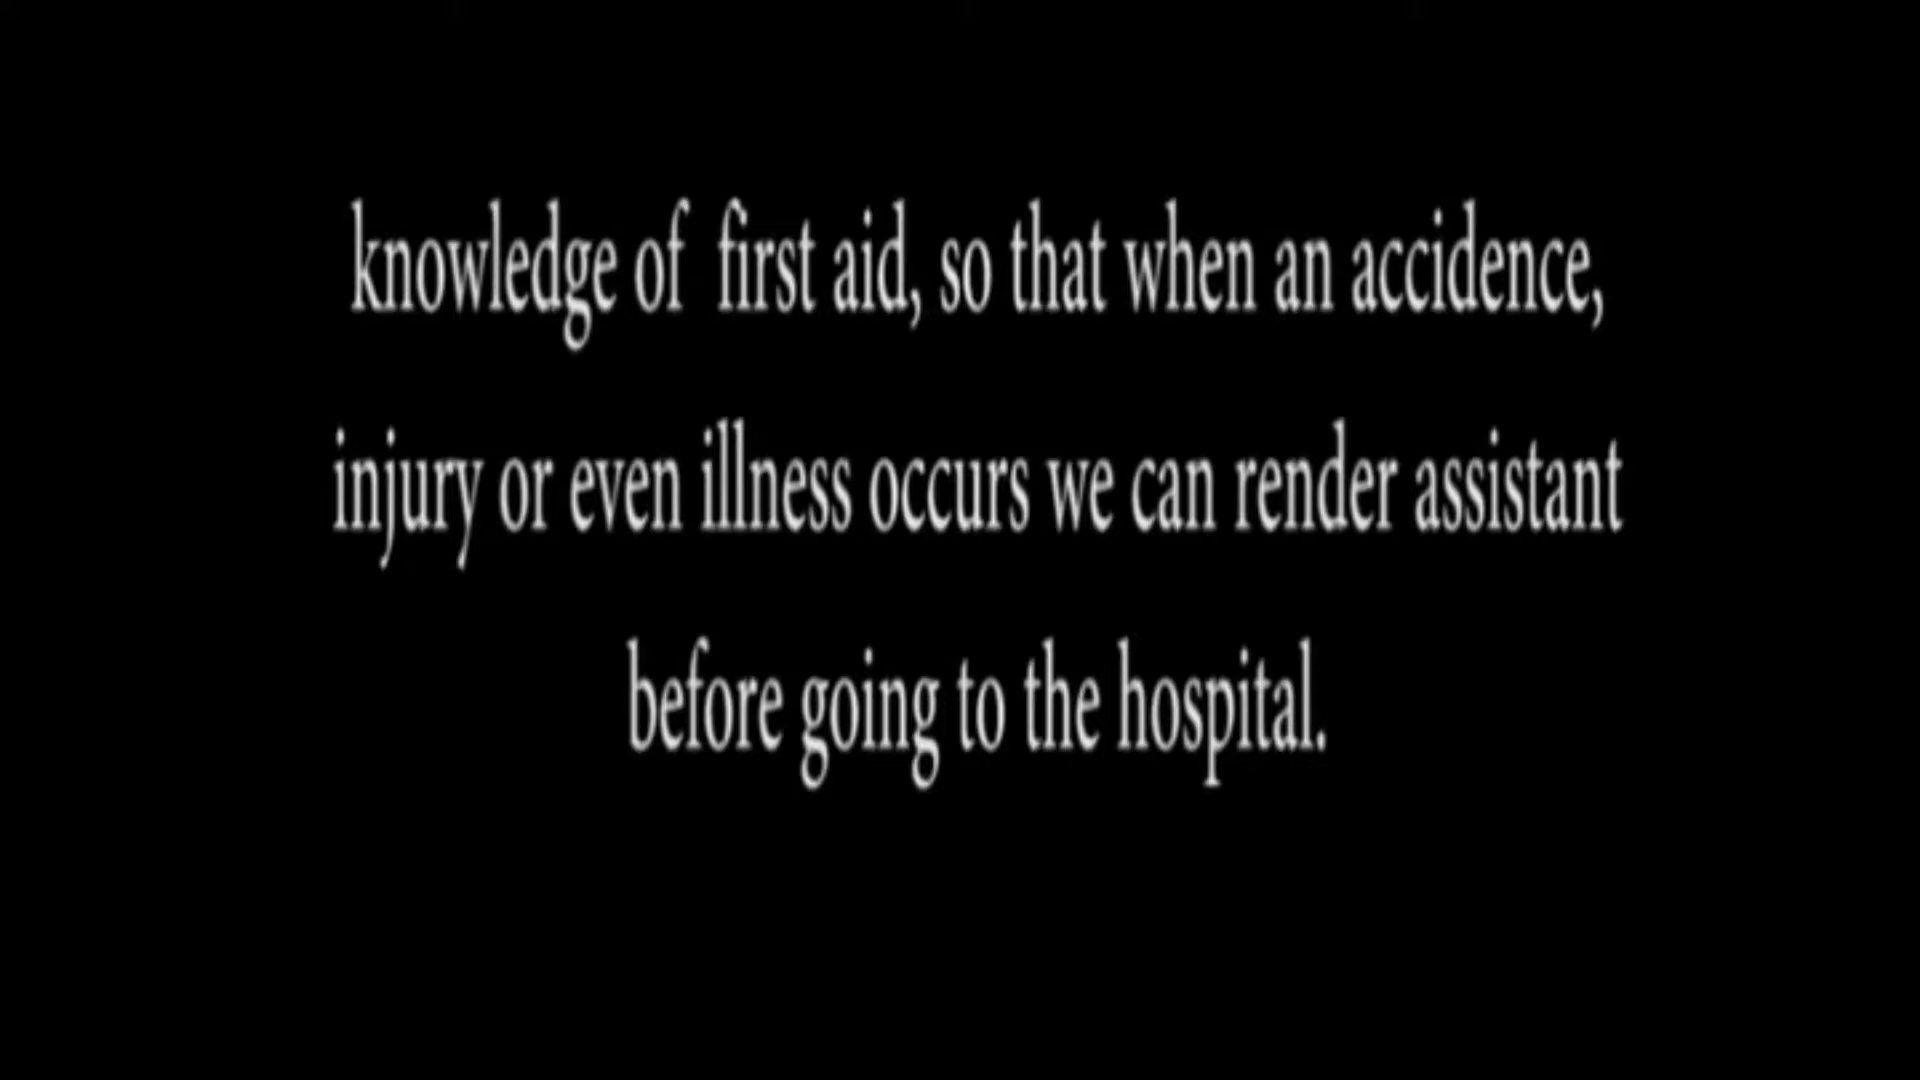 knowledge of first aid, so that when an accidence,
injury or even illness occurs we can render assistant
before going to the hospital.